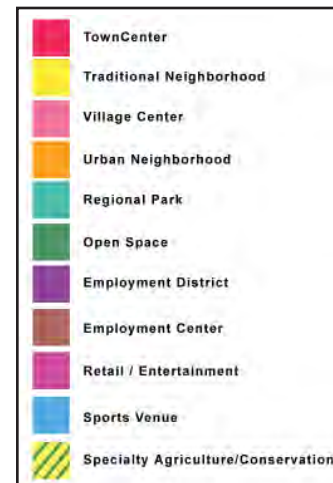 TownCenter
Traditional Neighborhood
Village Center
Urban Neighborhood
Regional Park
Open Space
Employment District
Employment Center
Retail / Entertainment
Sports Venue
Specialty Agriculture/Conservation